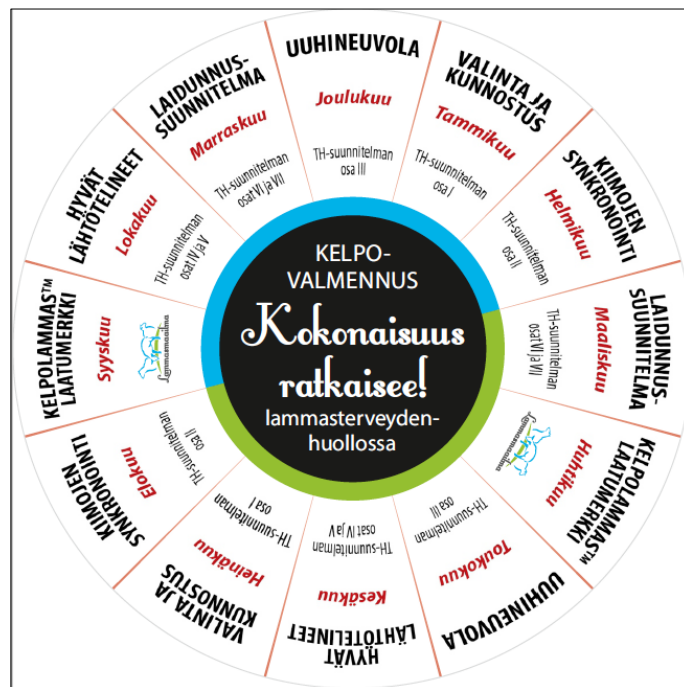 KELPO-
VALMENNUS
Kokonaisuus
ratkaisee!
lammasterveyden-
huollossa
UUHINEUVOLA
Joulukuu
TH-suunnitelman
osa III
VALINTA JA
KUNNOSTUS
Tammikuu
TH-suunnitelman
osa I
KIIMOJEN
SYNKRONOINTI
Helmikuu
TH-suunnitelman
osa II
LAIDUNNUS-
SUUNNITELMA
Maaliskuu
TH-suunnitelman
osat VI ja VII
KELPOLAMMAS™
LAATUMERKKI
Huhtikuu
Lammasmaailma
UUHINEUVOLA
Toukokuu
TH-suunnitelman
osa III
HYVÄT
LÄHTÖTELINEET
Kesäkuu
TH-suunnitelman
osat IV ja V
VALINTA JA
KUNNOSTUS
Heinäkuu
TH-suunnitelman
osa I
KIIMOJEN
SYNKRONOINTI
Elokuu
TH-suunnitelman
osa II
KELPOLAMMAS™
LAATUMERKKI
Syyskuu
Lammasmaailma
HYVÄT
LÄHTÖTELINEET
Lokakuu
TH-suunnitelman
osat IV ja V
LAIDUNNUS-
SUUNNITELMA
Marraskuu
TH-suunnitelman
osat VI ja VII